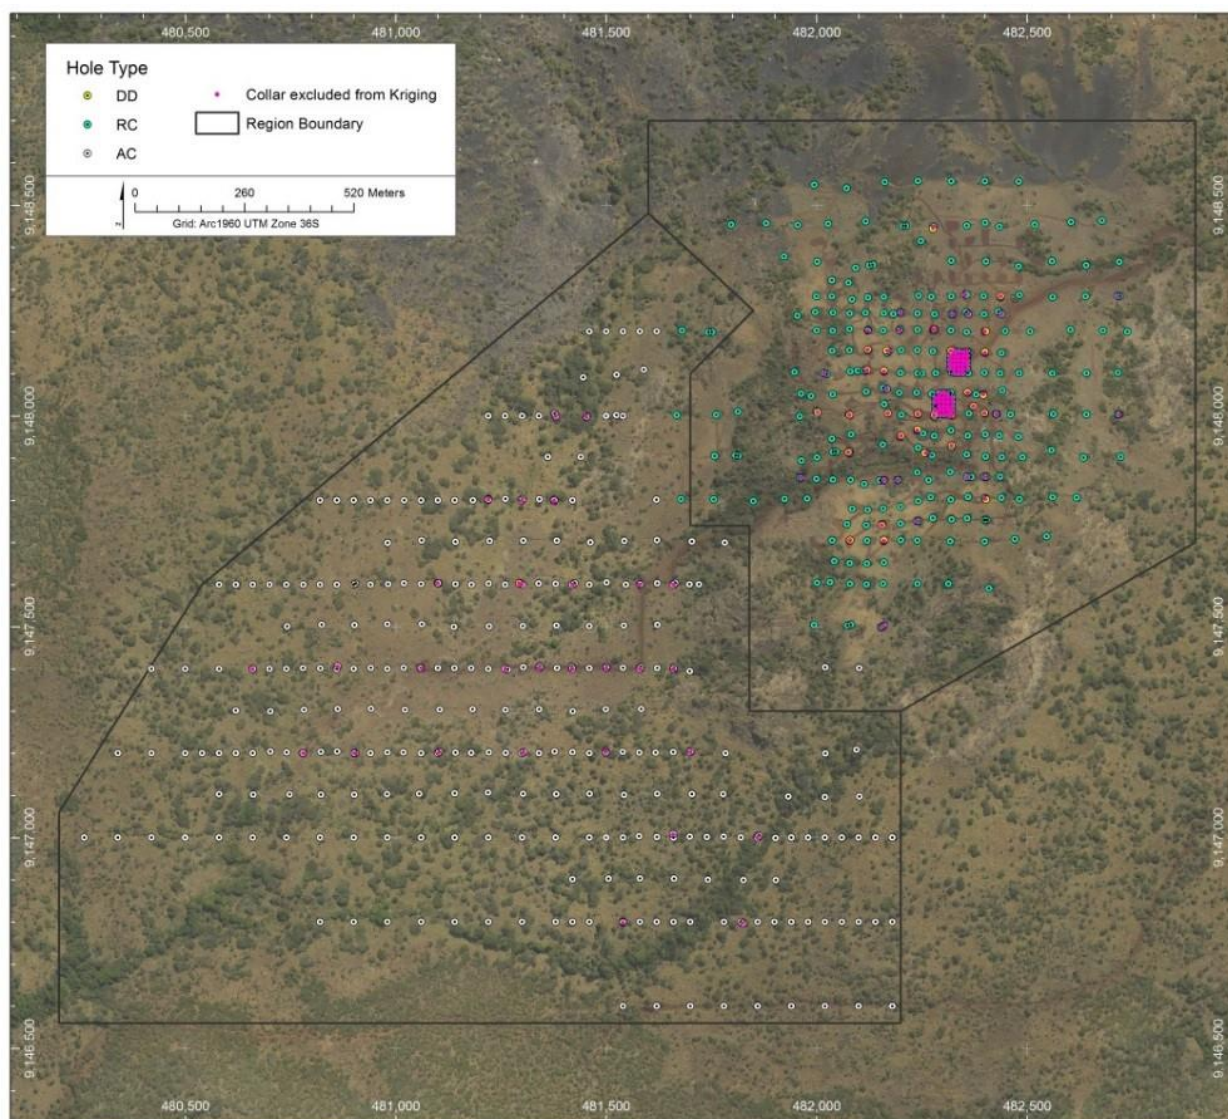 480,500 481,000 481,500 482,000 482,500
Hole Type
DD
RC
AC
Collar excluded from Kriging
Region Boundary
0 260 520 Meters
Grid: Arc1960 UTM Zone 36S
9,148,500 9,148,500
9,148,000 9,148,000
9,147,500 9,147,500
9,147,000 9,147,000
9,146,500 9,146,500
480,500 481,000 481,500 482,000 482,500